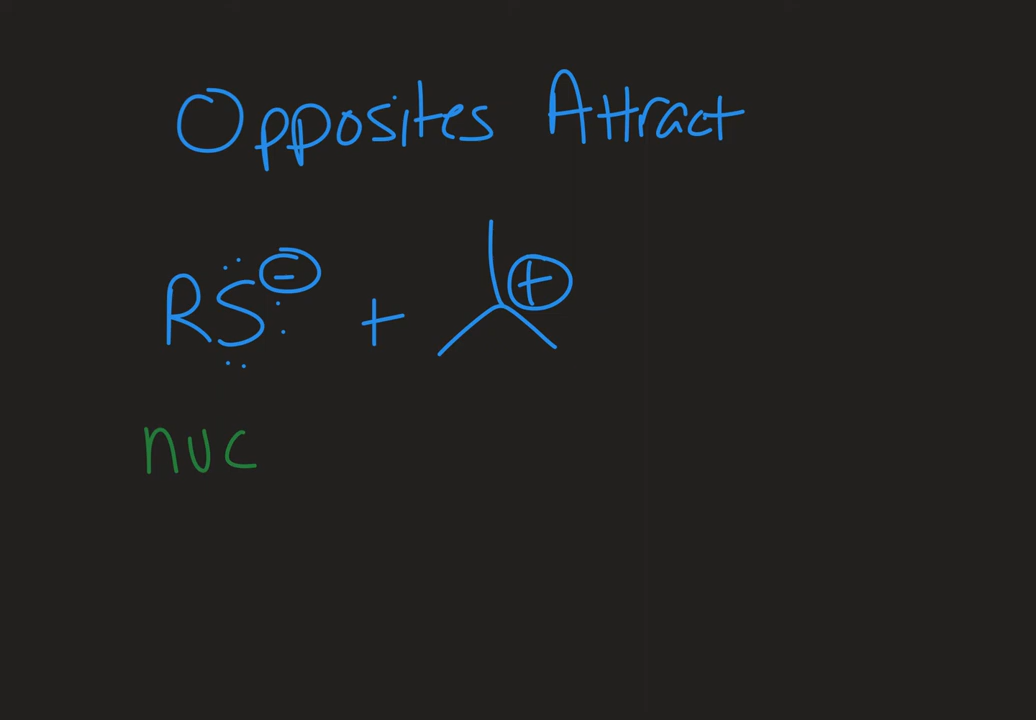 Opposites Attract
RS⊖ + ⊕
nuc